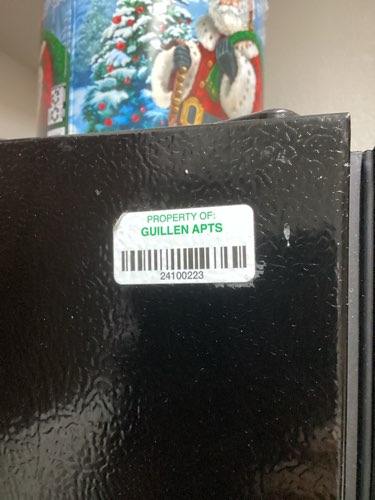 PROPERTY OF:
GUILLEN APTS
24100223